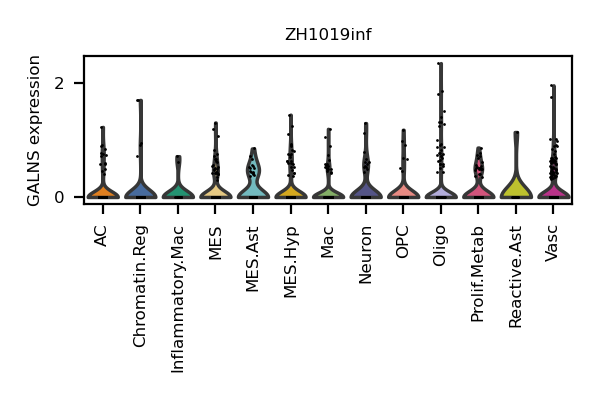 ZH1019inf
GALNS expression
2
0
AC
Chromatin.Reg
Inflammatory.Mac
MES
MES.Ast
MES.Hyp
Mac
Neuron
OPC
Oligo
Prolif.Metab
Reactive.Ast
Vasc